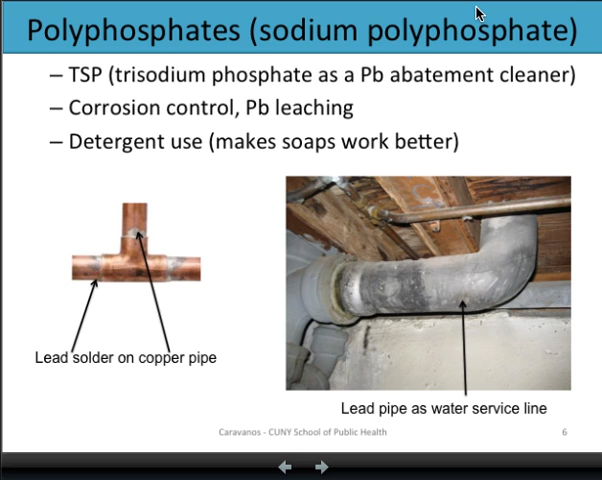 Polyphosphates (sodium polyphosphate)
– TSP (trisodium phosphate as a Pb abatement cleaner)
– Corrosion control, Pb leaching
– Detergent use (makes soaps work better)
Lead solder on copper pipe
Lead pipe as water service line
Caravanos - CUNY School of Public Health
6